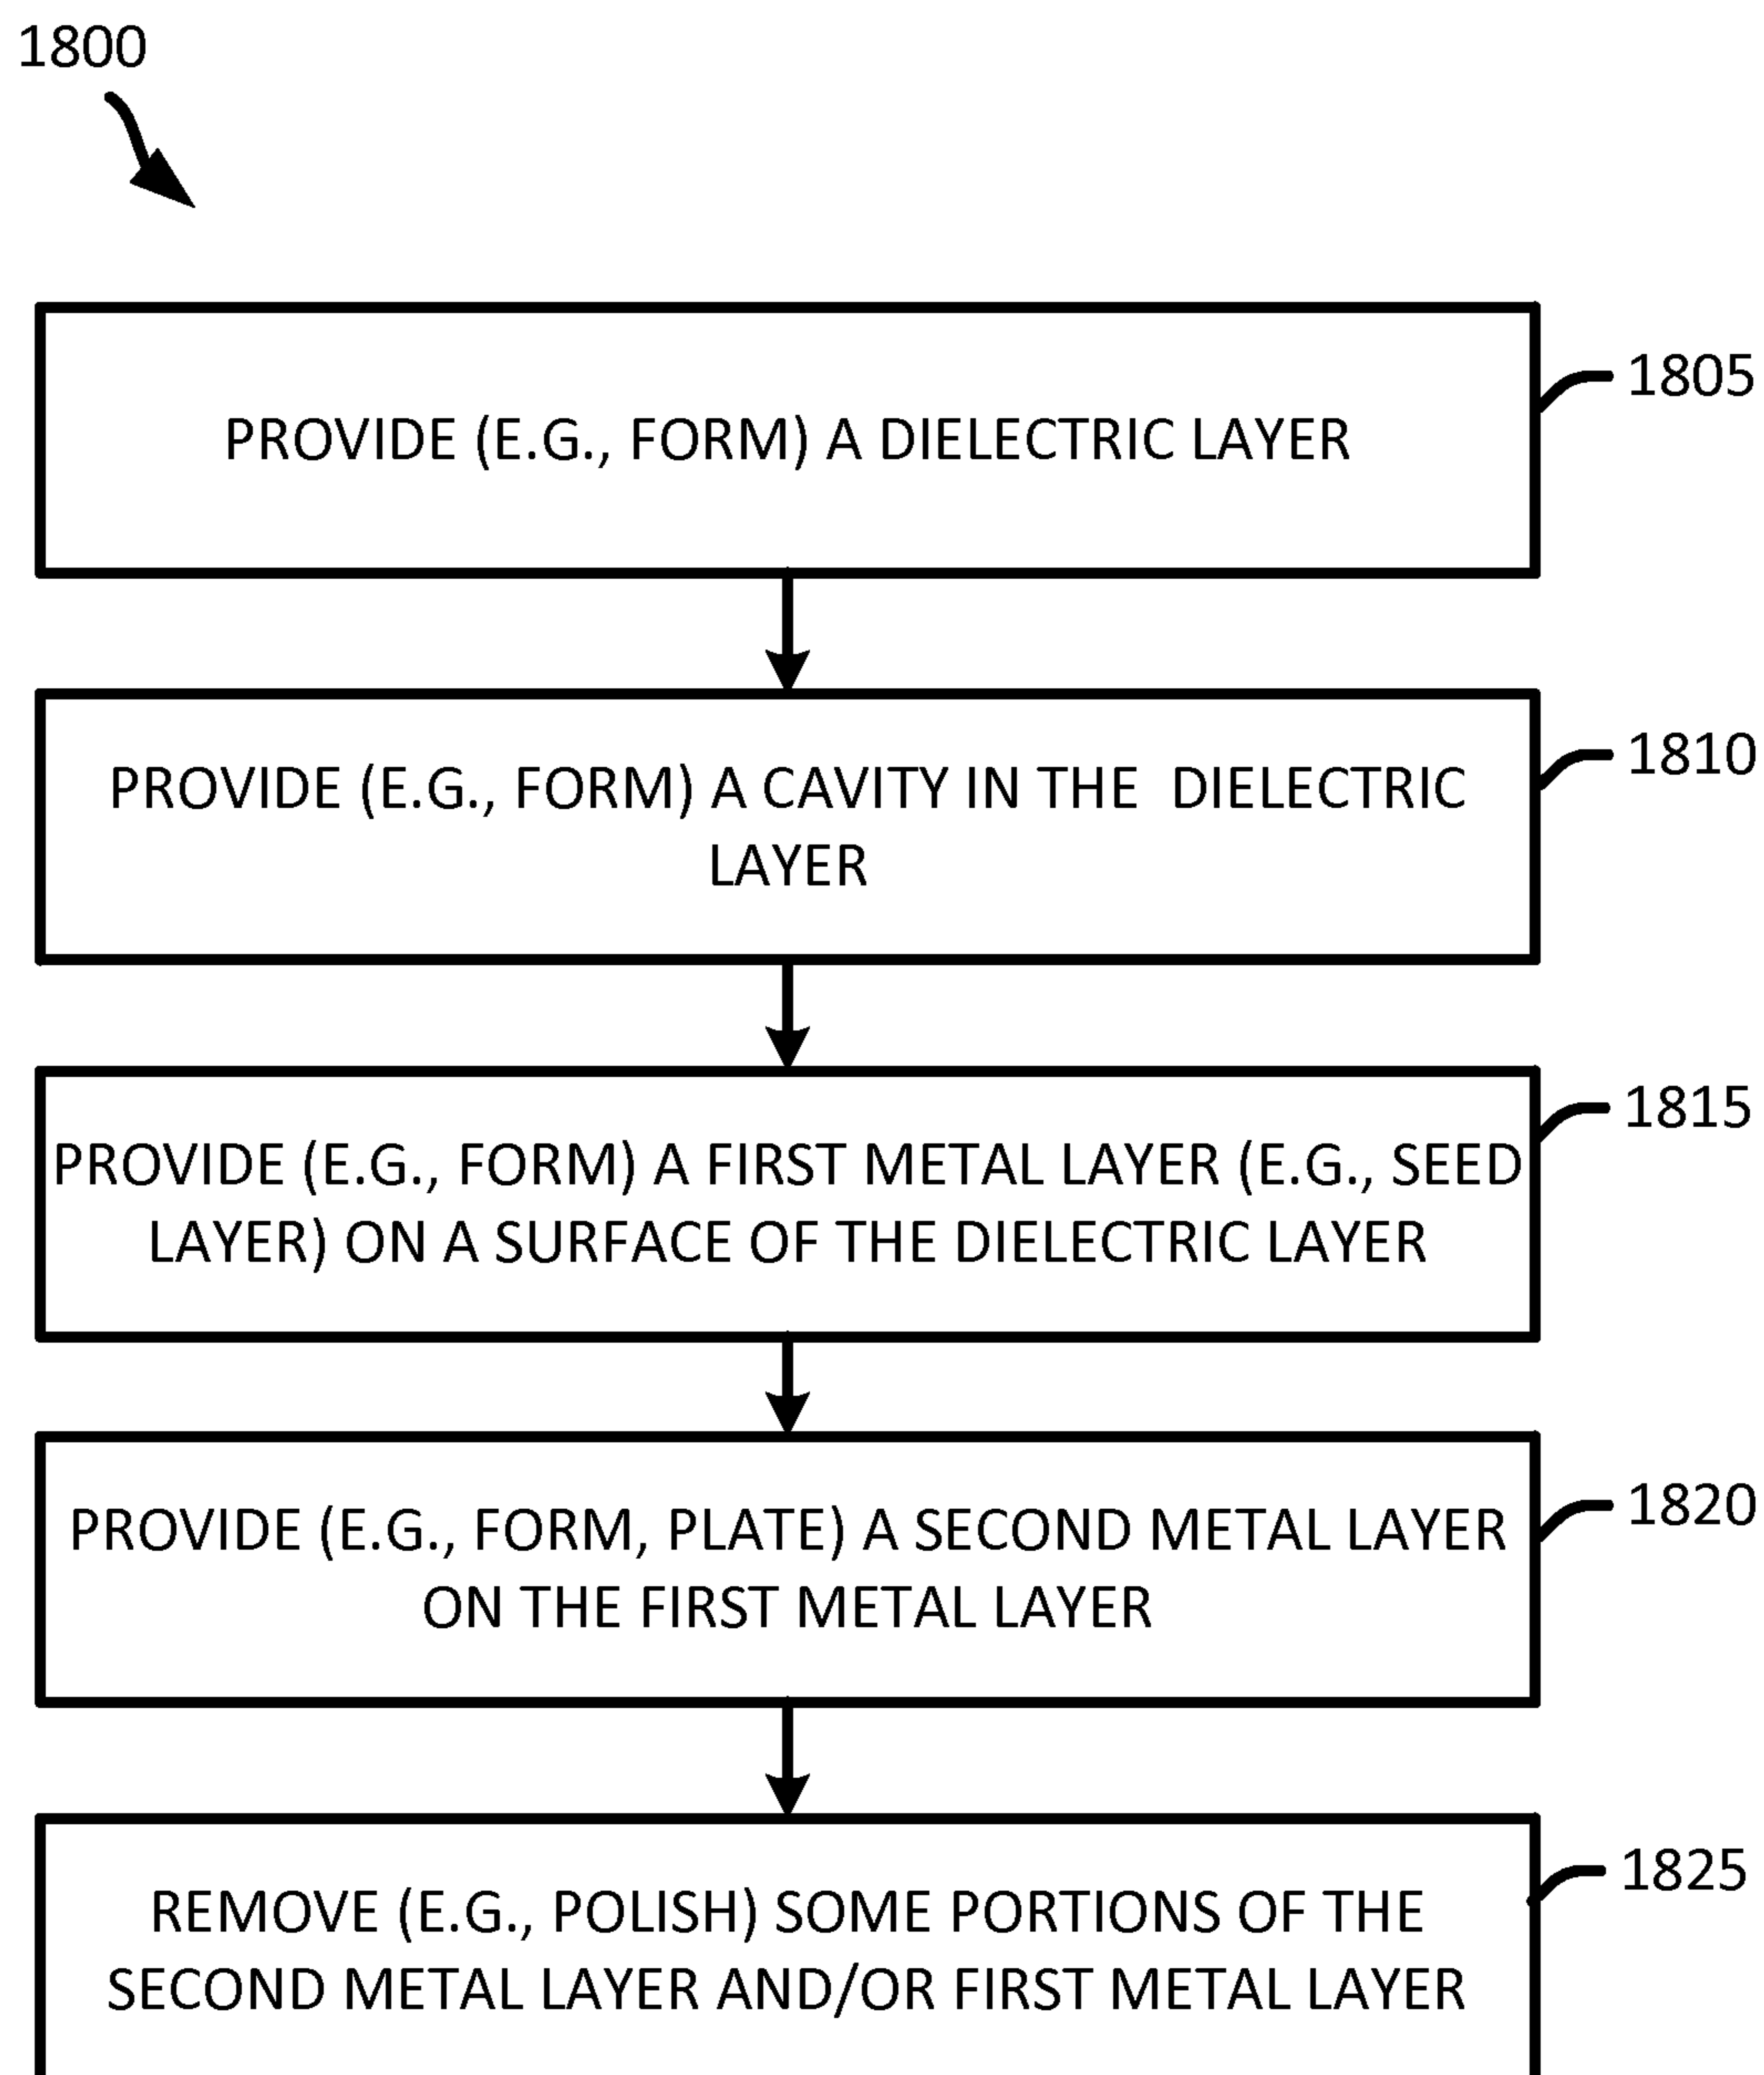 1800
PROVIDE (E.G., FORM) A DIELECTRIC LAYER
1805
PROVIDE (E.G., FORM) A CAVITY IN THE DIELECTRIC
LAYER
1810
PROVIDE (E.G., FORM) A FIRST METAL LAYER (E.G., SEED
LAYER) ON A SURFACE OF THE DIELECTRIC LAYER
1815
PROVIDE (E.G., FORM, PLATE) A SECOND METAL LAYER
ON THE FIRST METAL LAYER
1820
REMOVE (E.G., POLISH) SOME PORTIONS OF THE
SECOND METAL LAYER AND/OR FIRST METAL LAYER
1825